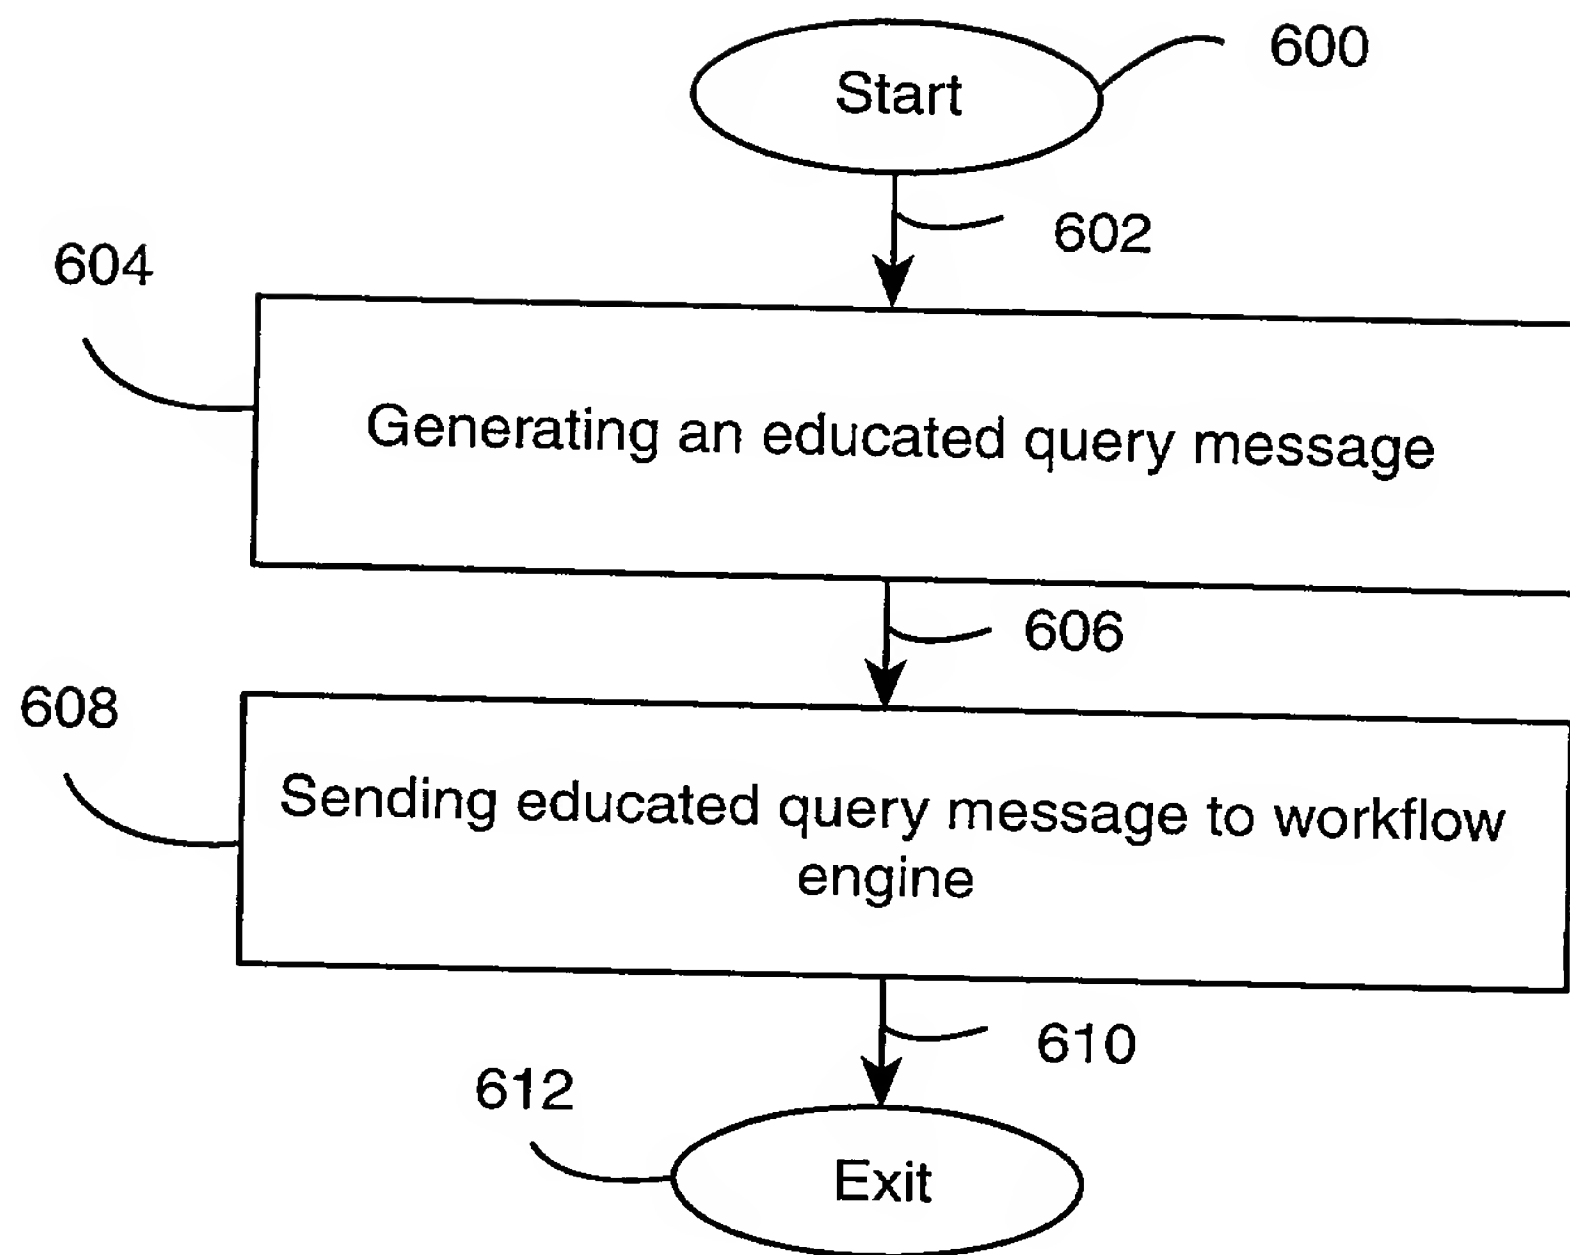 Start
600
602
604
Generating an educated query message
606
608
Sending educated query message to workflow
engine
610
612
Exit